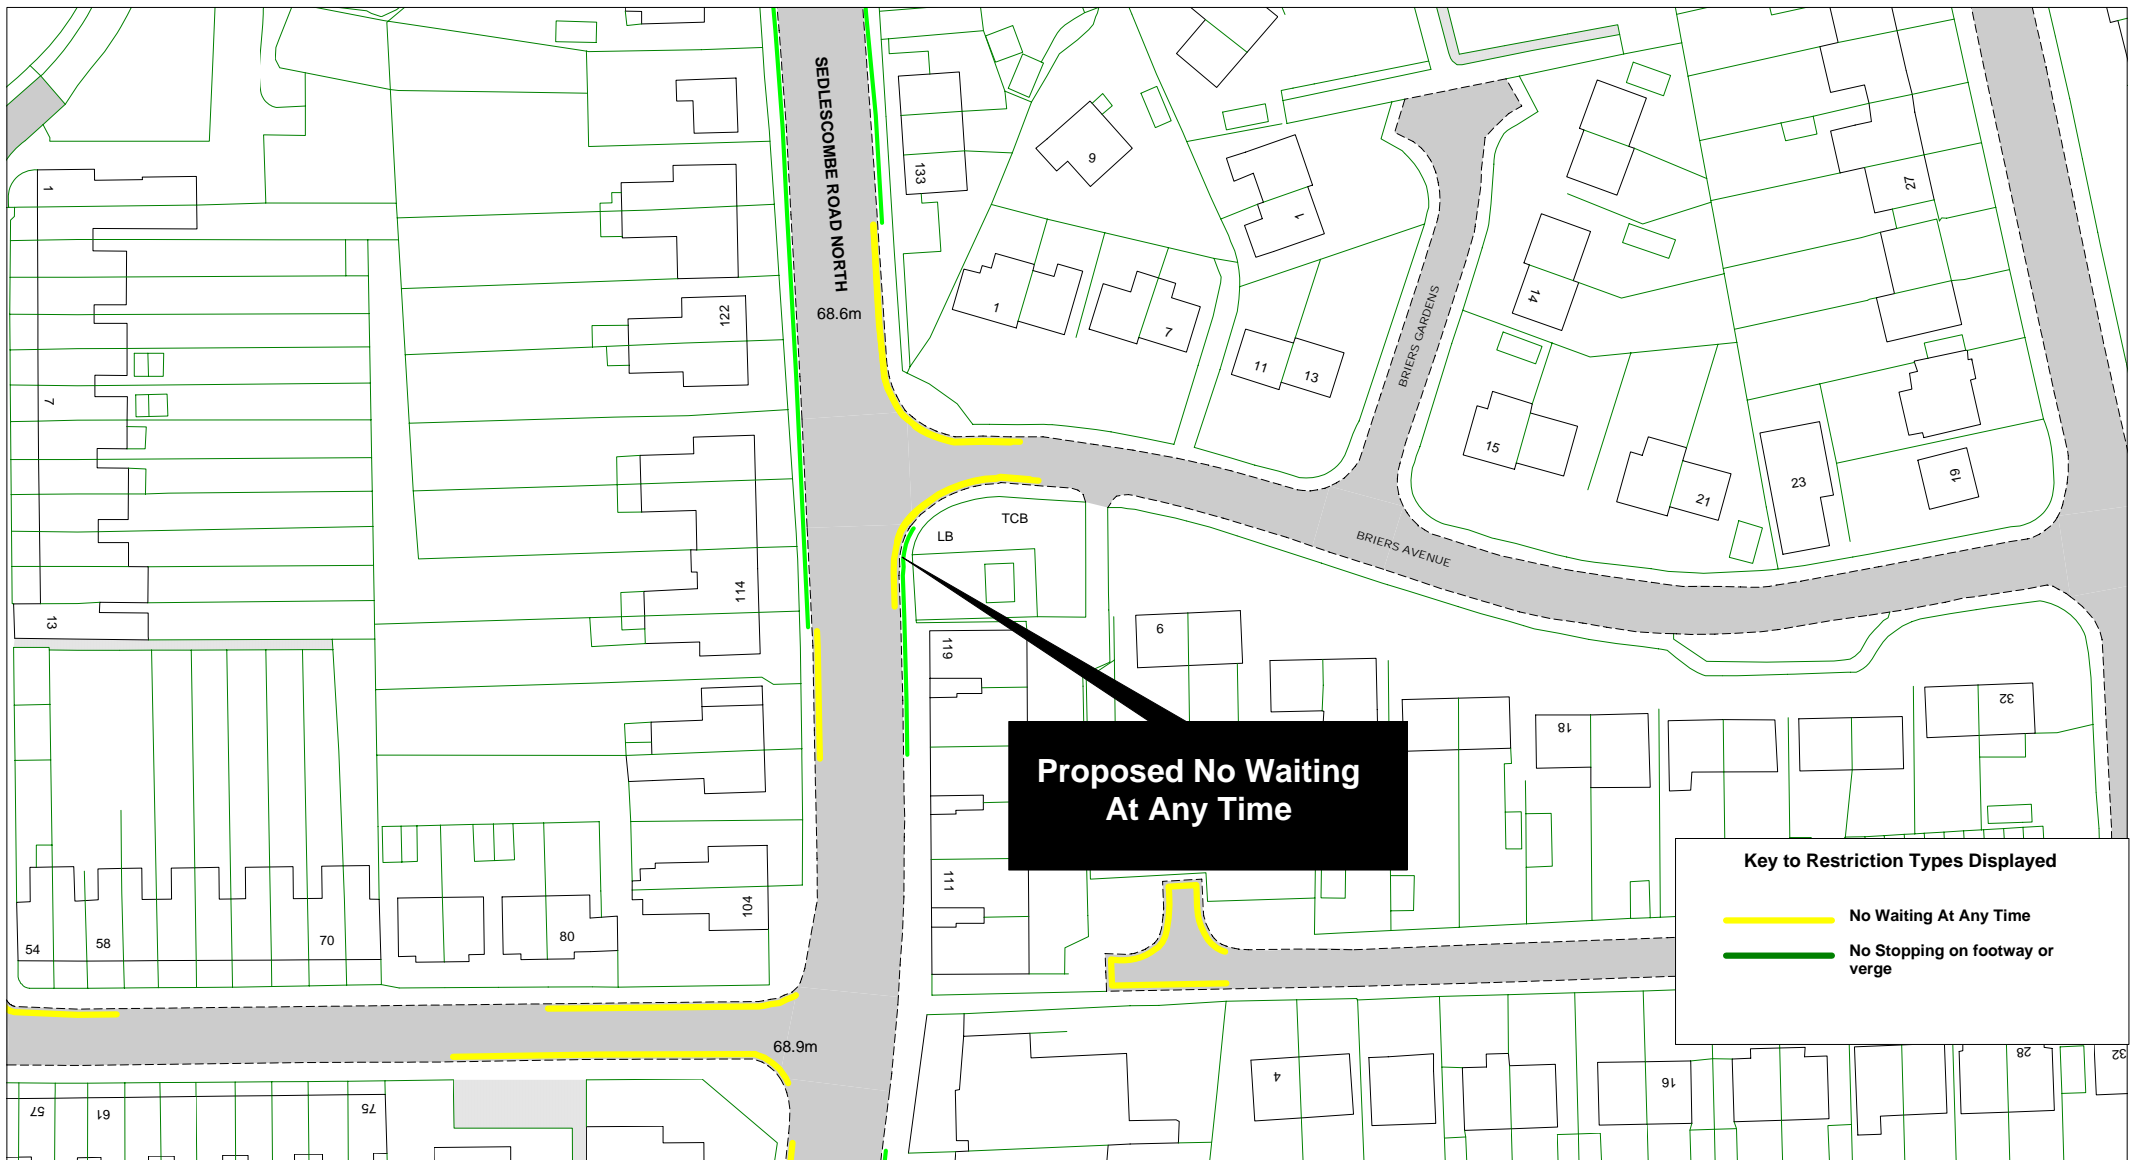 SEDLESCOMBE ROAD NORTH
133
9
1
1
27
68.6m
122
1
7
1
7
11
13
BRIERS GARDENS
14
15
21
23
19
TCB
LB
BRIERS AVENUE
114
13
119
6
32
18
Proposed No Waiting
At Any Time
111
104
54
58
70
80
Key to Restriction Types Displayed
No Waiting At Any Time
No Stopping on footway or
verge
68.9m
57
61
75
4
16
28
32